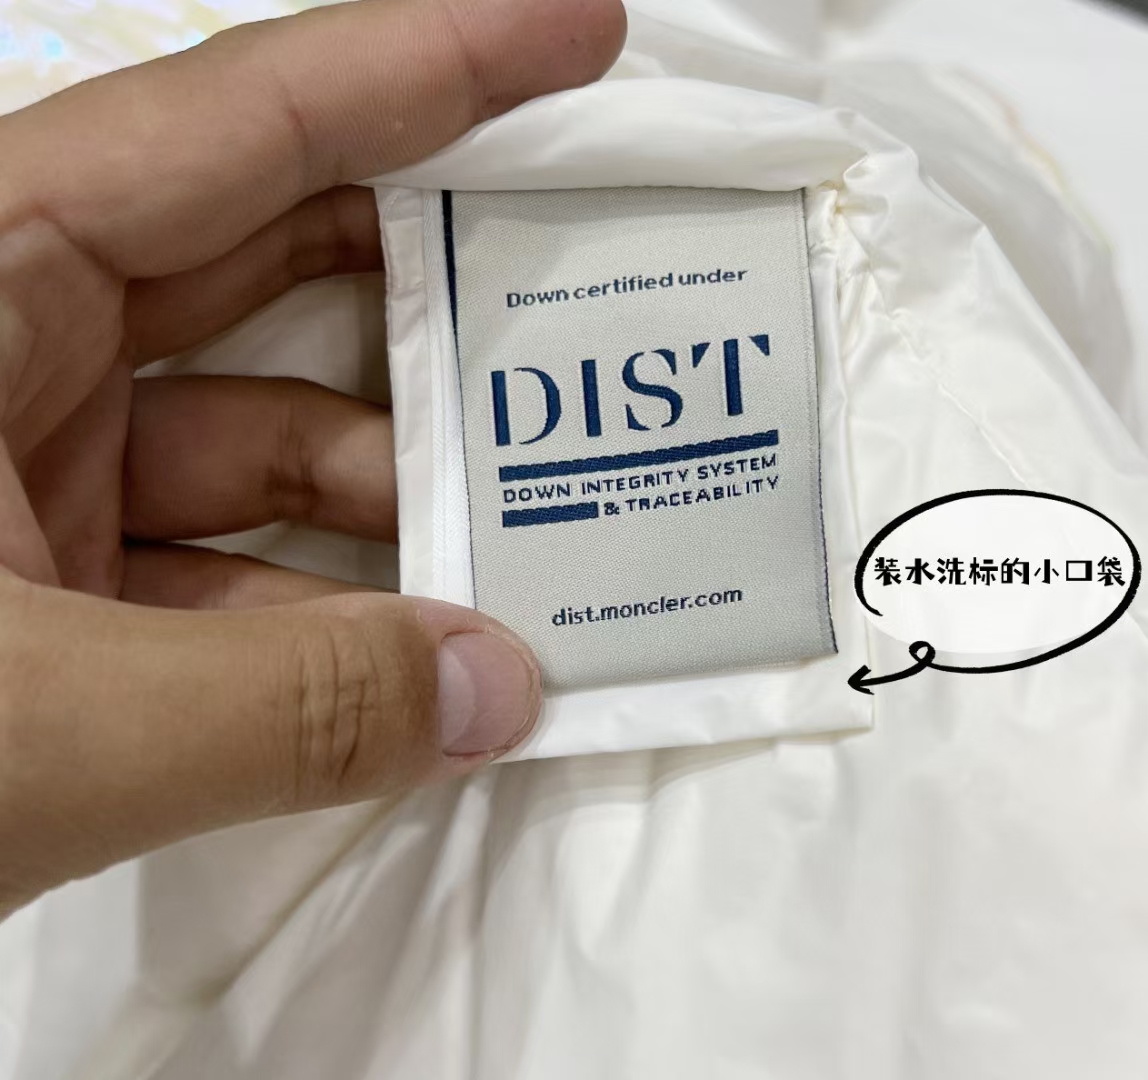 Down certified under
DIST
DOWN INTEGRITY SYSTEM
& TRACEABILITY
装水洗标的小口袋
dist.moncler.com